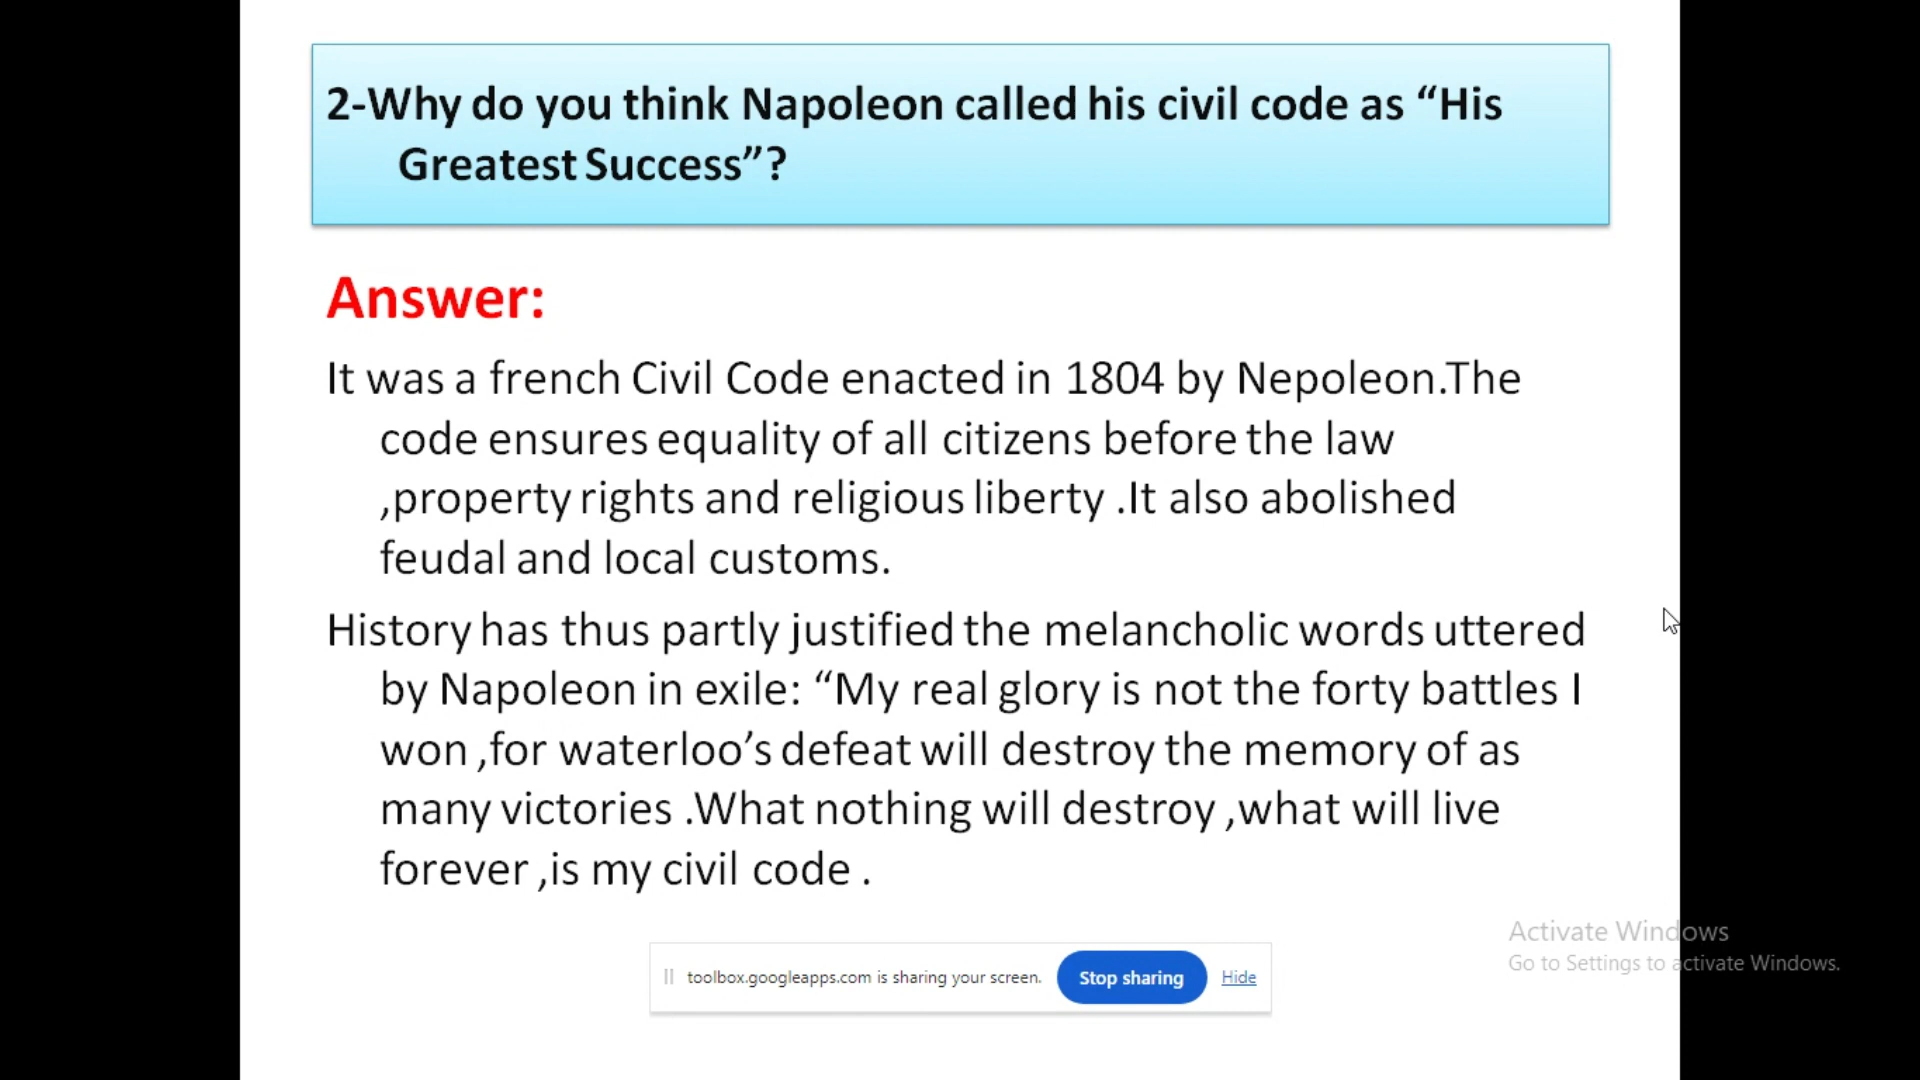 2-Why do you think Napoleon called his civil code as “His
Greatest Success”?
Answer:
It was a french Civil Code enacted in 1804 by Nepoleon.The
code ensures equality of all citizens before the law
,property rights and religious liberty .It also abolished
feudal and local customs.
History has thus partly justified the melancholic words uttered
by Napoleon in exile: “My real glory is not the forty battles I
won ,for waterloo’s defeat will destroy the memory of as
many victories .What nothing will destroy ,what will live
forever ,is my civil code .
Activate Windows
Go to Settings to activate Windows.
toolbox.googleapps.com is sharing your screen. Stop sharing Hide